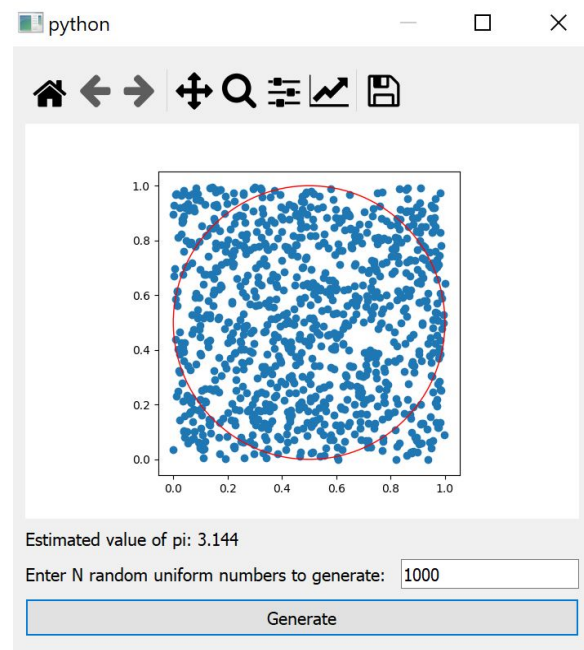 python
1.0
0.8
0.6
0.4
0.2
0.0
0.0 0.2 0.4 0.6 0.8 1.0
Estimated value of pi: 3.144
Enter N random uniform numbers to generate: 1000
Generate